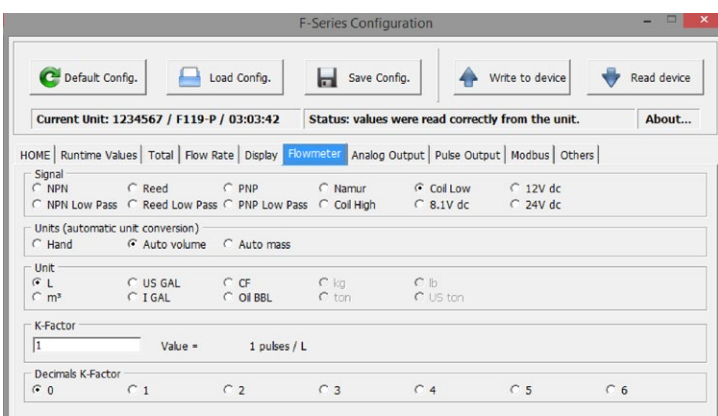 F-Series Configuration
Default Config. Load Config. Save Config. Write to device Read device
Current Unit: 1234567 / F119-P / 03:03:42 Status: values were read correctly from the unit. About...
HOME Runtime Values Total Flow Rate Display Flowmeter Analog Output Pulse Output Modbus Others
Signal
NPN Reed PNP Namur Coil Low 12V dc
NPN Low Pass Reed Low Pass PNP Low Pass Coil High 8.1V dc 24V dc
Units (automatic unit conversion)
Hand Auto volume Auto mass
Unit
L US GAL CF kg lb
m³ I GAL Oil BBL ton US ton
K-Factor
1 Value = 1 pulses / L
Decimals K-Factor
0 1 2 3 4 5 6